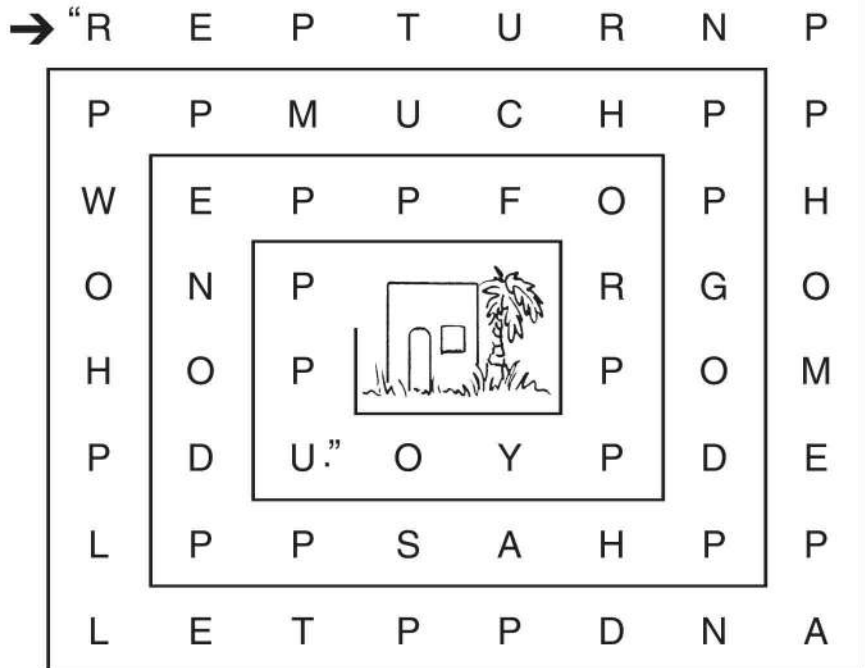 “R E P T U R N P
P P M U C H P P
W E P P F O P H
O N P R G O
H O P P O M
P D U.” O Y P D E
L P P S A H P P
L E T P P D N A